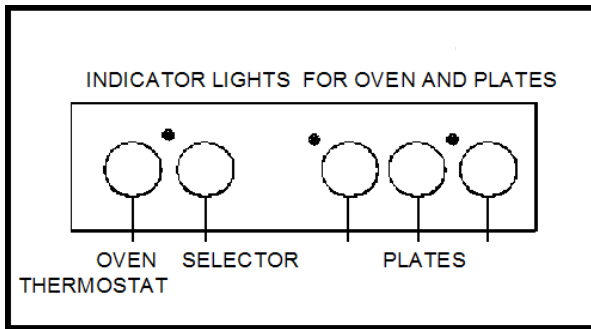 INDICATOR LIGHTS FOR OVEN AND PLATES
OVEN SELECTOR PLATES
THERMOSTAT